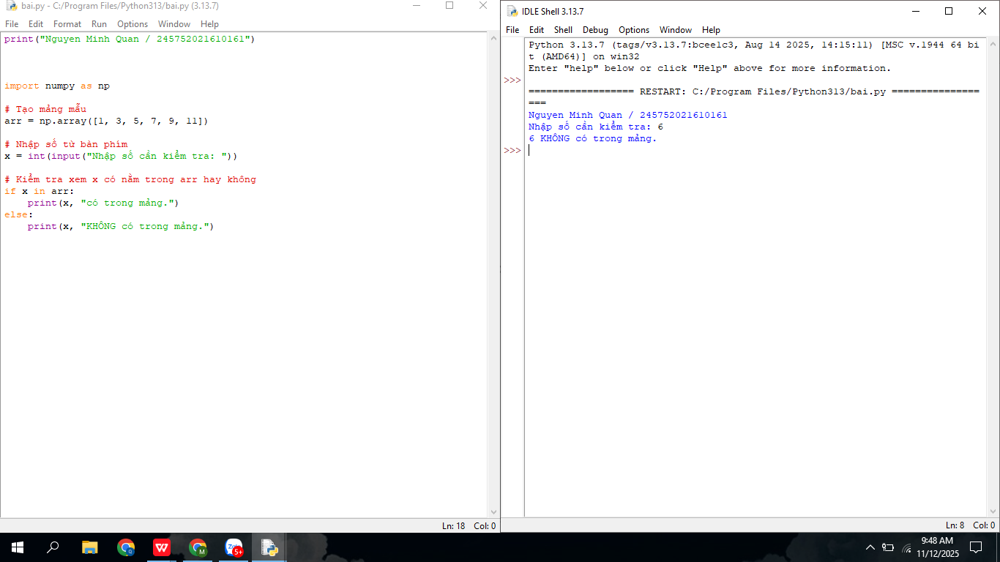 bai.py - C:/Program Files/Python313/bai.py (3.13.7)
File Edit Format Run Options Window Help
print("Nguyen Minh Quan / 245752021610161")
import numpy as np
# Tạo mảng mẫu
arr = np.array([1, 3, 5, 7, 9, 11])
# Nhập số từ bàn phím
x = int(input("Nhập số cần kiểm tra: "))
# Kiểm tra xem x có nằm trong arr hay không
if x in arr:
    print(x, "có trong mảng.")
else:
    print(x, "KHÔNG có trong mảng.")
Ln: 18 Col: 0
IDLE Shell 3.13.7
File Edit Shell Debug Options Window Help
Python 3.13.7 (tags/v3.13.7:bcee1c3, Aug 14 2025, 14:15:11) [MSC v.1944 64 bi
t (AMD64)] on win32
Enter "help" below or click "Help" above for more information.
>>>
================== RESTART: C:/Program Files/Python313/bai.py ===============
===
Nguyen Minh Quan / 245752021610161
Nhập số cần kiểm tra: 6
6 KHÔNG có trong mảng.
>>>
Ln: 8 Col: 0
5+
9:48 AM
11/12/2025